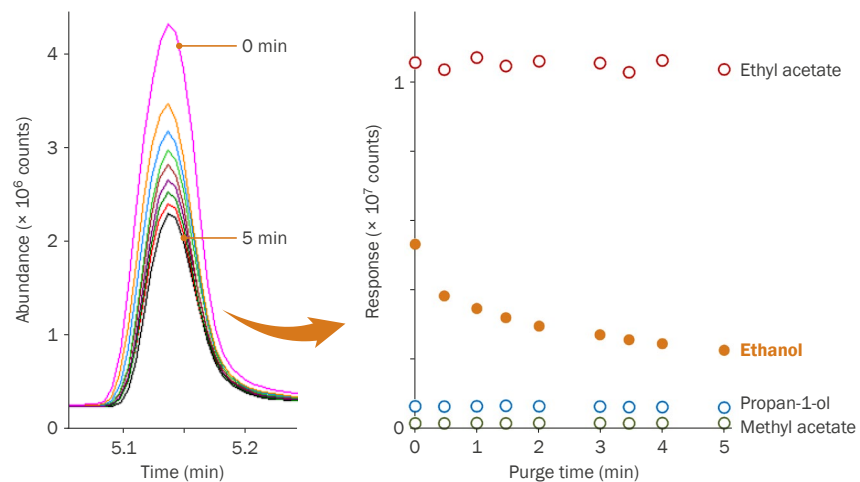 Abundance (× 10⁶ counts)
4
3
2
1
0
0 min
5 min
5.1
5.2
Time (min)
Response (× 10⁷ counts)
1
0
Ethyl acetate
Ethanol
Propan-1-ol
Methyl acetate
0 1 2 3 4 5
Purge time (min)